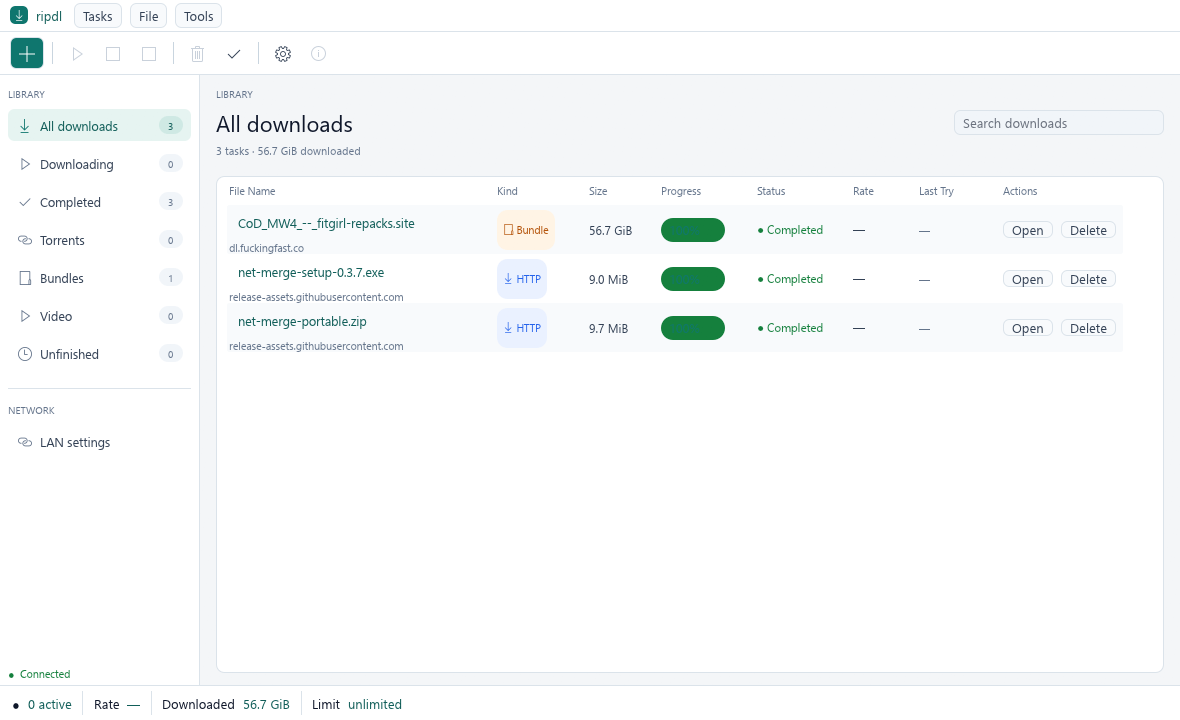 ripdl Tasks File Tools
LIBRARY
All downloads 3
Downloading 0
Completed 3
Torrents 0
Bundles 1
Video 0
Unfinished 0
NETWORK
LAN settings
Connected
LIBRARY
All downloads
Search downloads
3 tasks · 56.7 GiB downloaded
File Name Kind Size Progress Status Rate Last Try Actions
CoD_MW4_--_fitgirl-repacks.site Bundle 56.7 GiB Completed — — Open Delete
dl.fuckingfast.co
net-merge-setup-0.3.7.exe HTTP 9.0 MiB Completed — — Open Delete
release-assets.githubusercontent.com
net-merge-portable.zip HTTP 9.7 MiB Completed — — Open Delete
release-assets.githubusercontent.com
0 active Rate — Downloaded 56.7 GiB Limit unlimited